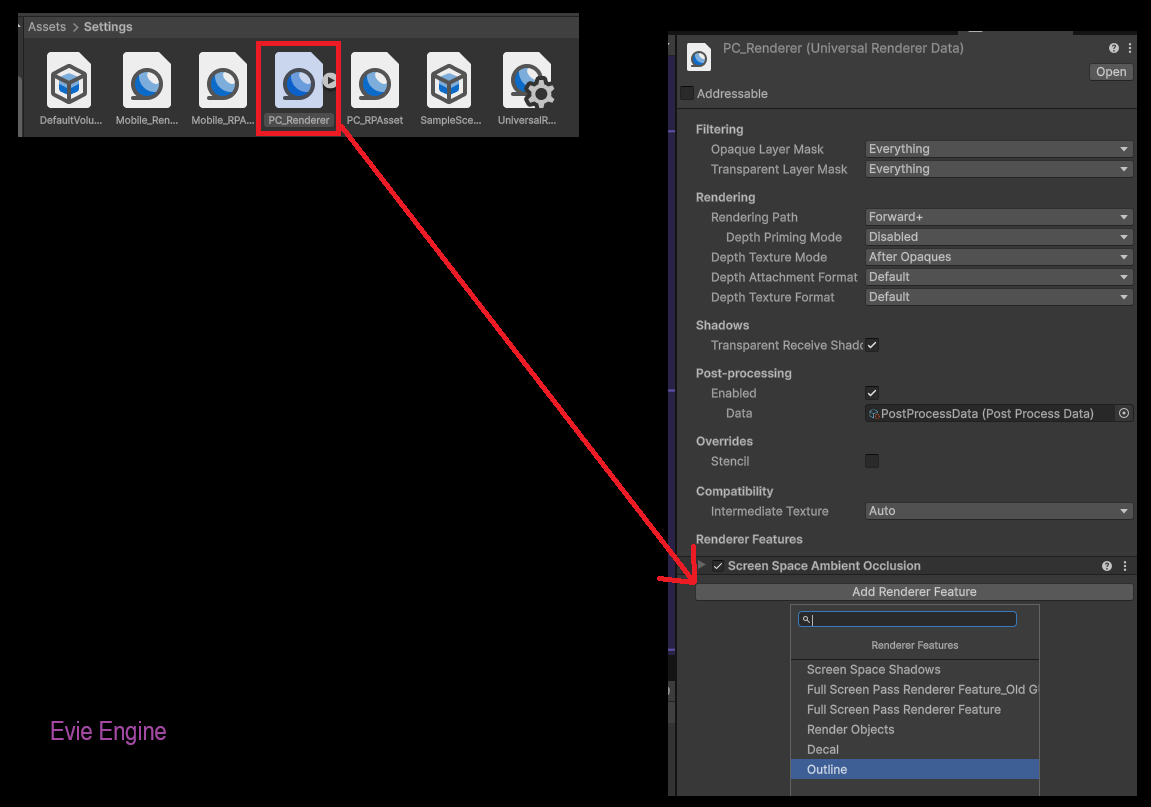 Assets > Settings
DefaultVolu... Mobile_Ren... Mobile_RPA... PC_Renderer PC_RPAsset SampleSce... UniversalR...
PC_Renderer (Universal Renderer Data)
Open
Addressable
Filtering
Opaque Layer Mask Everything
Transparent Layer Mask Everything
Rendering
Rendering Path Forward+
Depth Priming Mode Disabled
Depth Texture Mode After Opaques
Depth Attachment Format Default
Depth Texture Format Default
Shadows
Transparent Receive Shadc
Post-processing
Enabled
Data PostProcessData (Post Process Data)
Overrides
Stencil
Compatibility
Intermediate Texture Auto
Renderer Features
Screen Space Ambient Occlusion
Add Renderer Feature
Renderer Features
Screen Space Shadows
Full Screen Pass Renderer Feature_Old G
Full Screen Pass Renderer Feature
Render Objects
Decal
Outline
Evie Engine